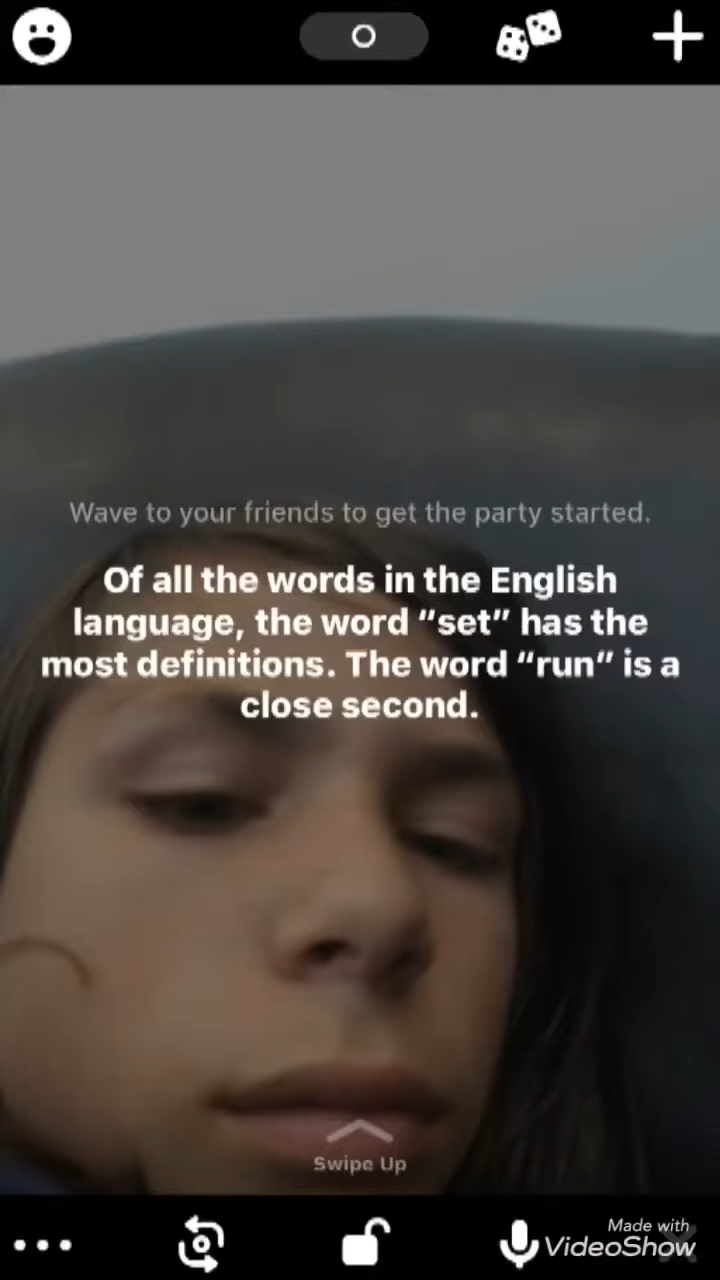 Wave to your friends to get the party started.
Of all the words in the English
language, the word “set” has the
most definitions. The word “run” is a
close second.
Swipe Up
Made with
VideoShow